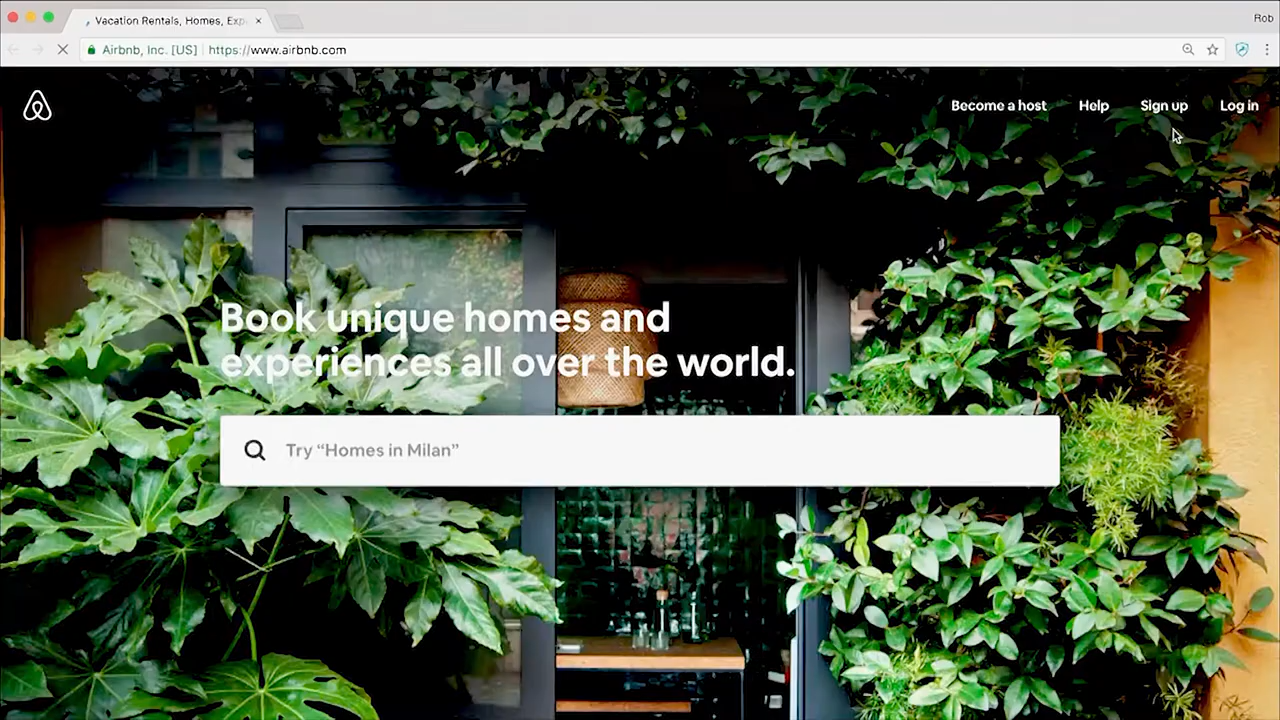 Vacation Rentals, Homes, Exp
Rob
Airbnb, Inc. [US] https://www.airbnb.com
Become a host Help Sign up Log in
Book unique homes and
experiences all over the world.
Try “Homes in Milan”